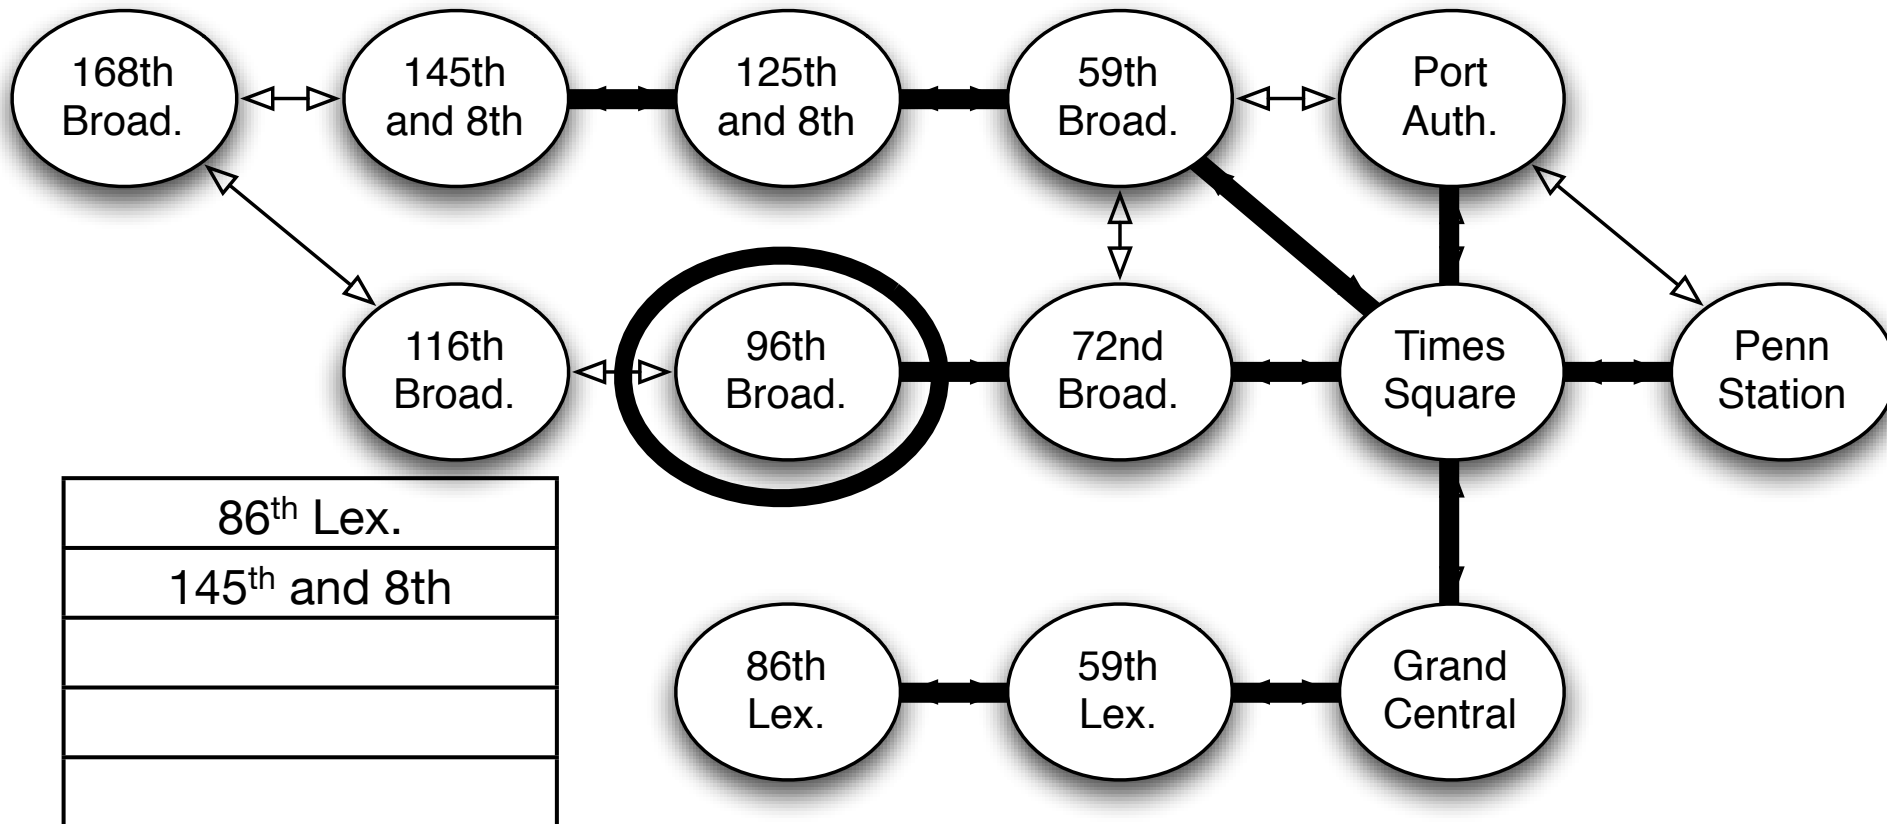 168th
Broad.
145th
and 8th
125th
and 8th
59th
Broad.
Port
Auth.
116th
Broad.
96th
Broad.
72nd
Broad.
Times
Square
Penn
Station
86th Lex.
145th and 8th
86th
Lex.
59th
Lex.
Grand
Central